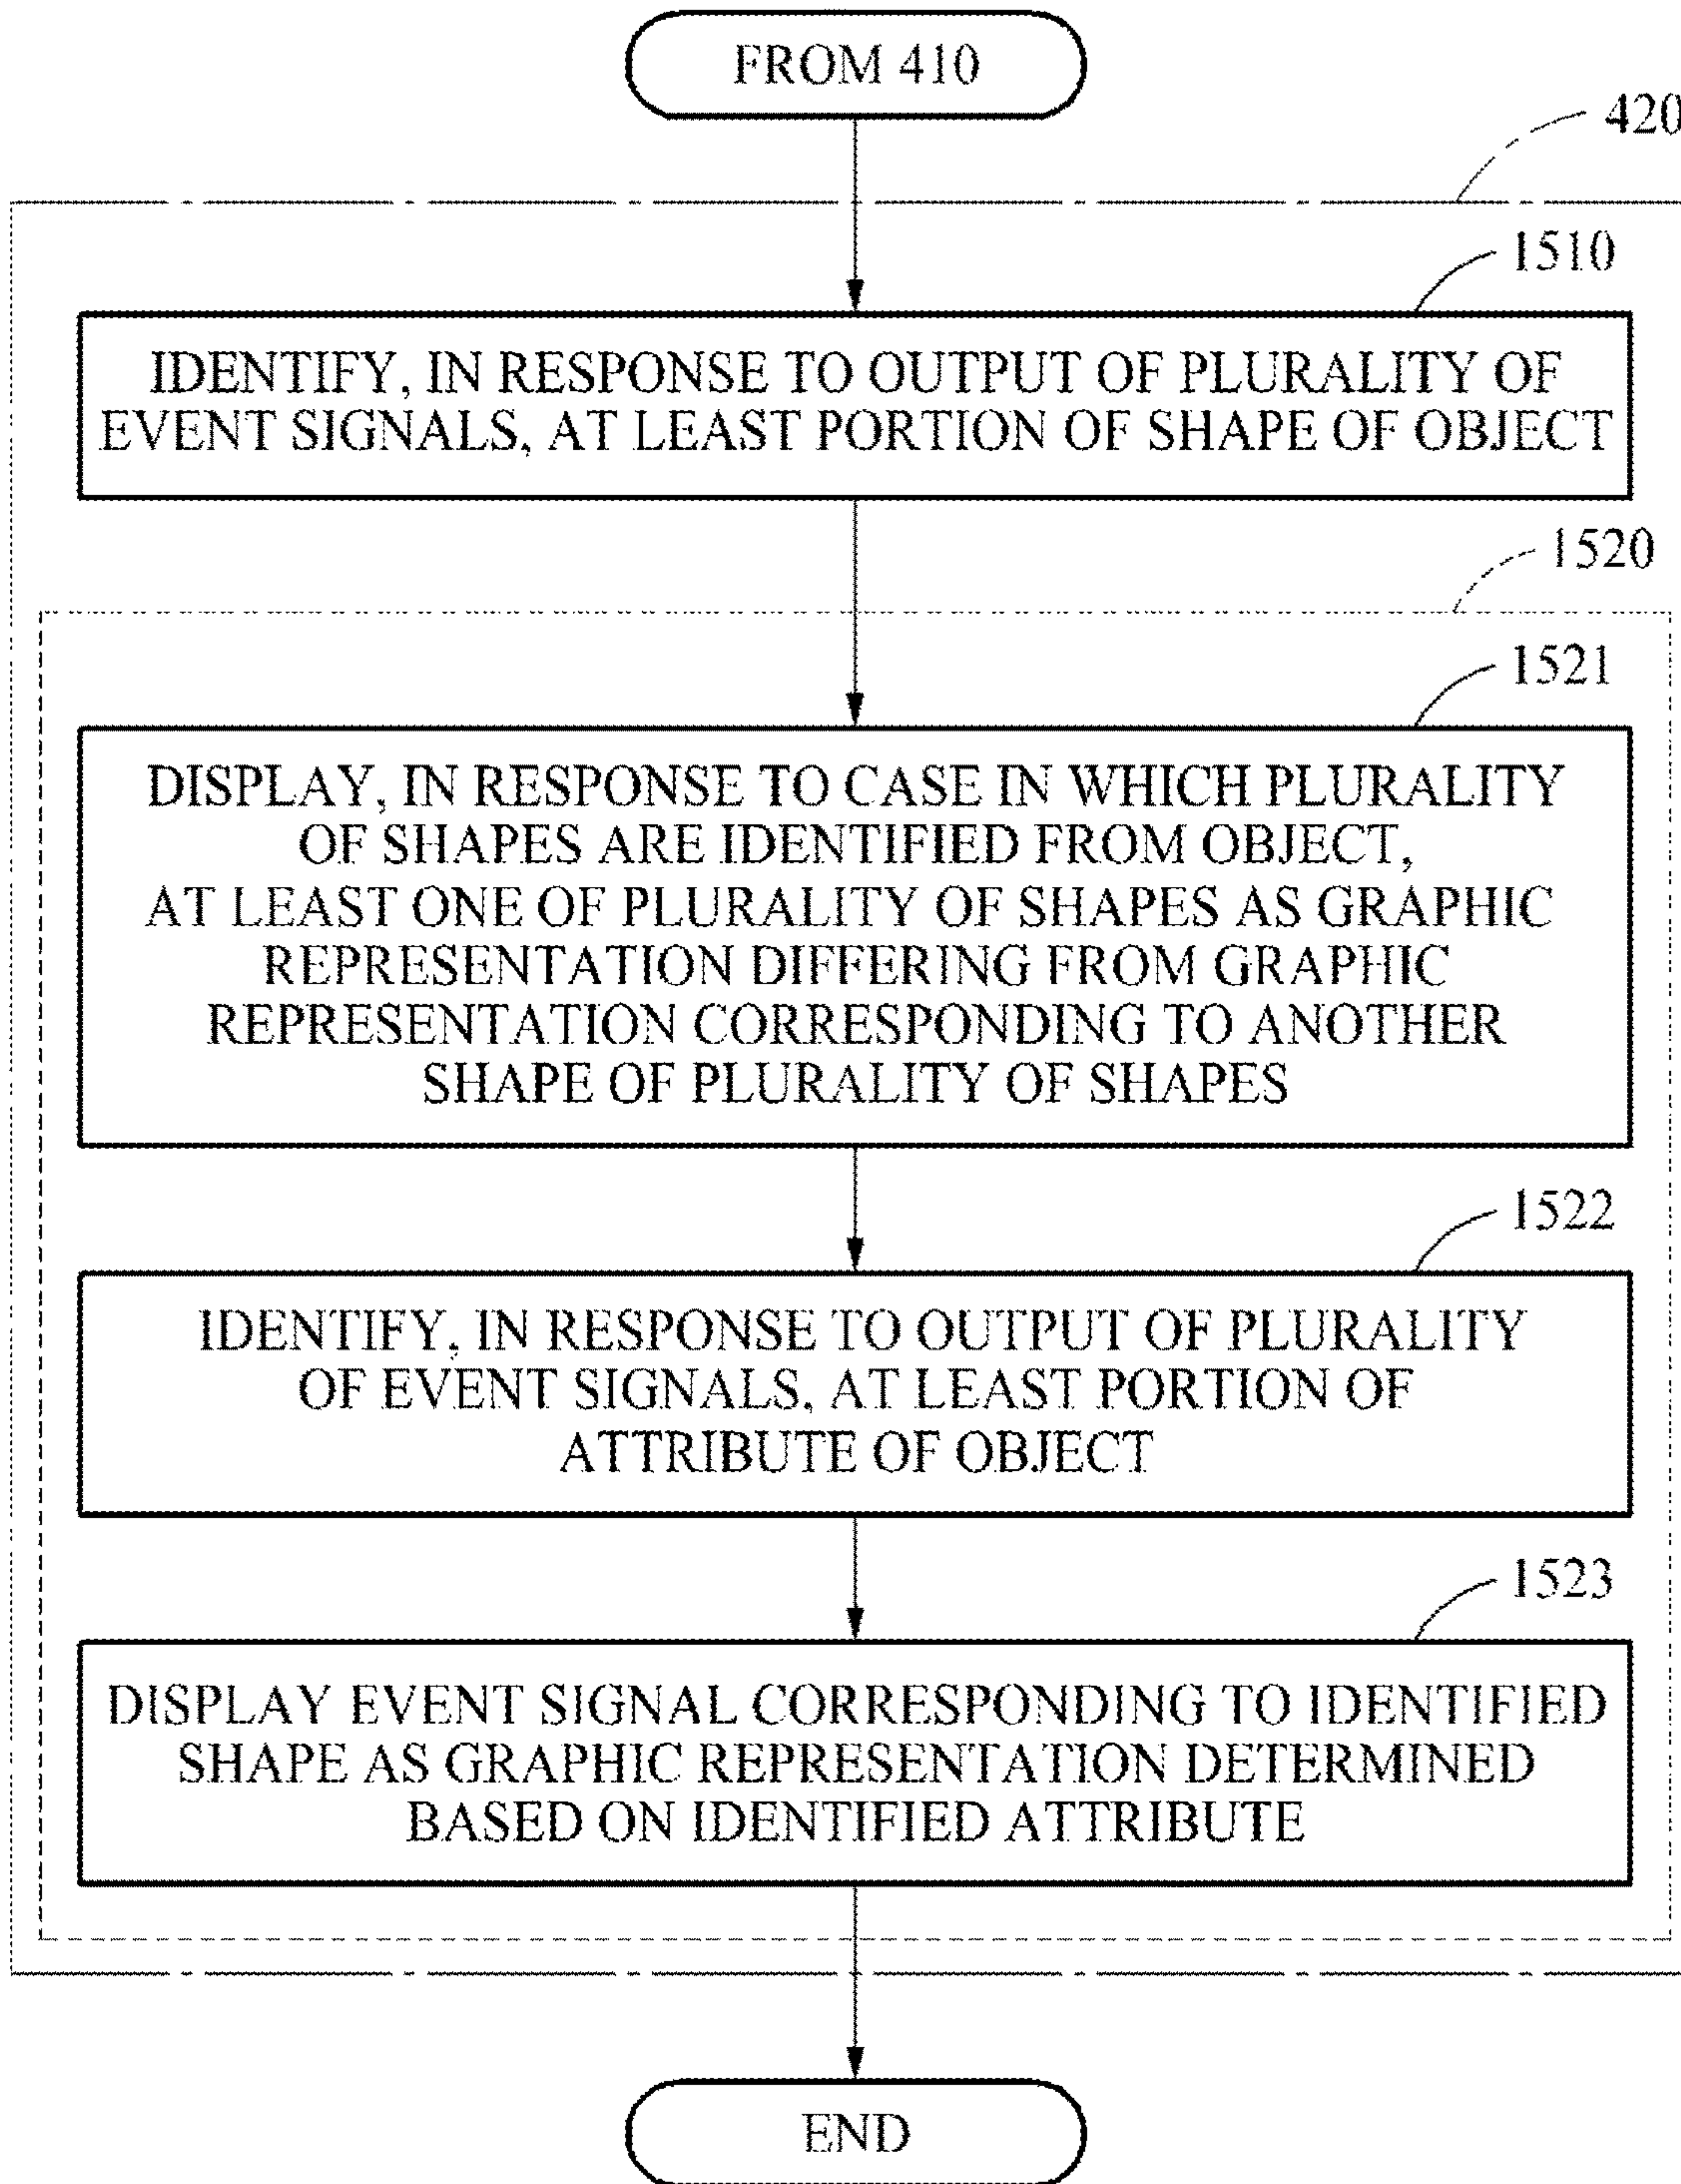 FROM 410
420
1510
IDENTIFY, IN RESPONSE TO OUTPUT OF PLURALITY OF
EVENT SIGNALS, AT LEAST PORTION OF SHAPE OF OBJECT
1520
1521
DISPLAY, IN RESPONSE TO CASE IN WHICH PLURALITY
OF SHAPES ARE IDENTIFIED FROM OBJECT,
AT LEAST ONE OF PLURALITY OF SHAPES AS GRAPHIC
REPRESENTATION DIFFERING FROM GRAPHIC
REPRESENTATION CORRESPONDING TO ANOTHER
SHAPE OF PLURALITY OF SHAPES
1522
IDENTIFY, IN RESPONSE TO OUTPUT OF PLURALITY
OF EVENT SIGNALS, AT LEAST PORTION OF
ATTRIBUTE OF OBJECT
1523
DISPLAY EVENT SIGNAL CORRESPONDING TO IDENTIFIED
SHAPE AS GRAPHIC REPRESENTATION DETERMINED
BASED ON IDENTIFIED ATTRIBUTE
END